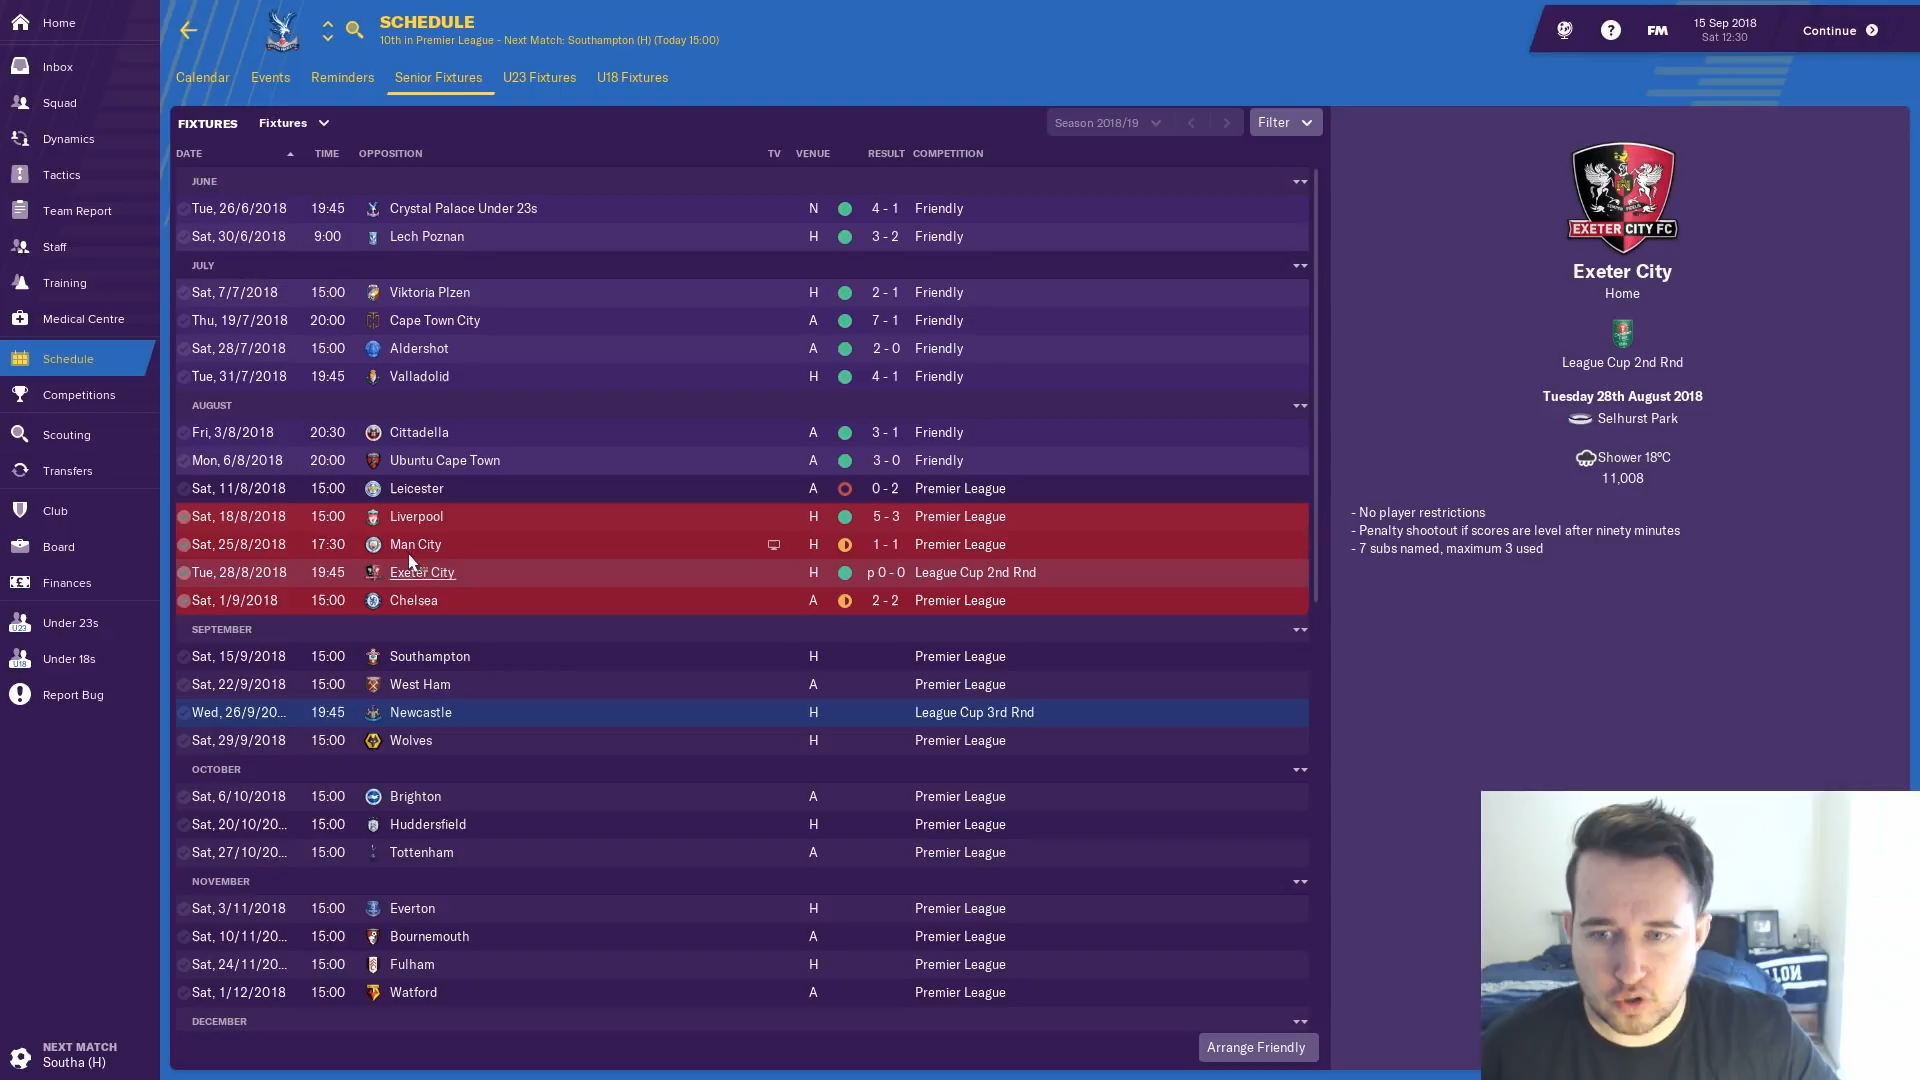 Home
Inbox
Squad
Dynamics
Tactics
Team Report
Staff
Training
Medical Centre
Schedule
Competitions
Scouting
Transfers
Club
Board
Finances
U23 Under 23s
U18 Under 18s
Report Bug
NEXT MATCH
Southa (H)
SCHEDULE
10th in Premier League - Next Match: Southampton (H) (Today 15:00)
FM
15 Sep 2018
Sat 12:30
Continue
Calendar Events Reminders Senior Fixtures U23 Fixtures U18 Fixtures
FIXTURES Fixtures Season 2018/19 Filter
DATE TIME OPPOSITION TV VENUE RESULT COMPETITION
JUNE
Tue, 26/6/2018 19:45 Crystal Palace Under 23s N 4 - 1 Friendly
Sat, 30/6/2018 9:00 Lech Poznan H 3 - 2 Friendly
JULY
Sat, 7/7/2018 15:00 Viktoria Plzen H 2 - 1 Friendly
Thu, 19/7/2018 20:00 Cape Town City A 7 - 1 Friendly
Sat, 28/7/2018 15:00 Aldershot A 2 - 0 Friendly
Tue, 31/7/2018 19:45 Valladolid H 4 - 1 Friendly
AUGUST
Fri, 3/8/2018 20:30 Cittadella A 3 - 1 Friendly
Mon, 6/8/2018 20:00 Ubuntu Cape Town A 3 - 0 Friendly
Sat, 11/8/2018 15:00 Leicester A 0 - 2 Premier League
Sat, 18/8/2018 15:00 Liverpool H 5 - 3 Premier League
Sat, 25/8/2018 17:30 Man City H 1 - 1 Premier League
Tue, 28/8/2018 19:45 Exeter City H p 0 - 0 League Cup 2nd Rnd
Sat, 1/9/2018 15:00 Chelsea A 2 - 2 Premier League
SEPTEMBER
Sat, 15/9/2018 15:00 Southampton H Premier League
Sat, 22/9/2018 15:00 West Ham A Premier League
Wed, 26/9/20... 19:45 Newcastle H League Cup 3rd Rnd
Sat, 29/9/2018 15:00 Wolves H Premier League
OCTOBER
Sat, 6/10/2018 15:00 Brighton A Premier League
Sat, 20/10/20... 15:00 Huddersfield H Premier League
Sat, 27/10/20... 15:00 Tottenham A Premier League
NOVEMBER
Sat, 3/11/2018 15:00 Everton H Premier League
Sat, 10/11/20... 15:00 Bournemouth A Premier League
Sat, 24/11/20... 15:00 Fulham H Premier League
Sat, 1/12/2018 15:00 Watford A Premier League
DECEMBER
Arrange Friendly
EXETER CITY FC
Exeter City
Home
League Cup 2nd Rnd
Tuesday 28th August 2018
Selhurst Park
Shower 18ºC
11,008
- No player restrictions
- Penalty shootout if scores are level after ninety minutes
- 7 subs named, maximum 3 used